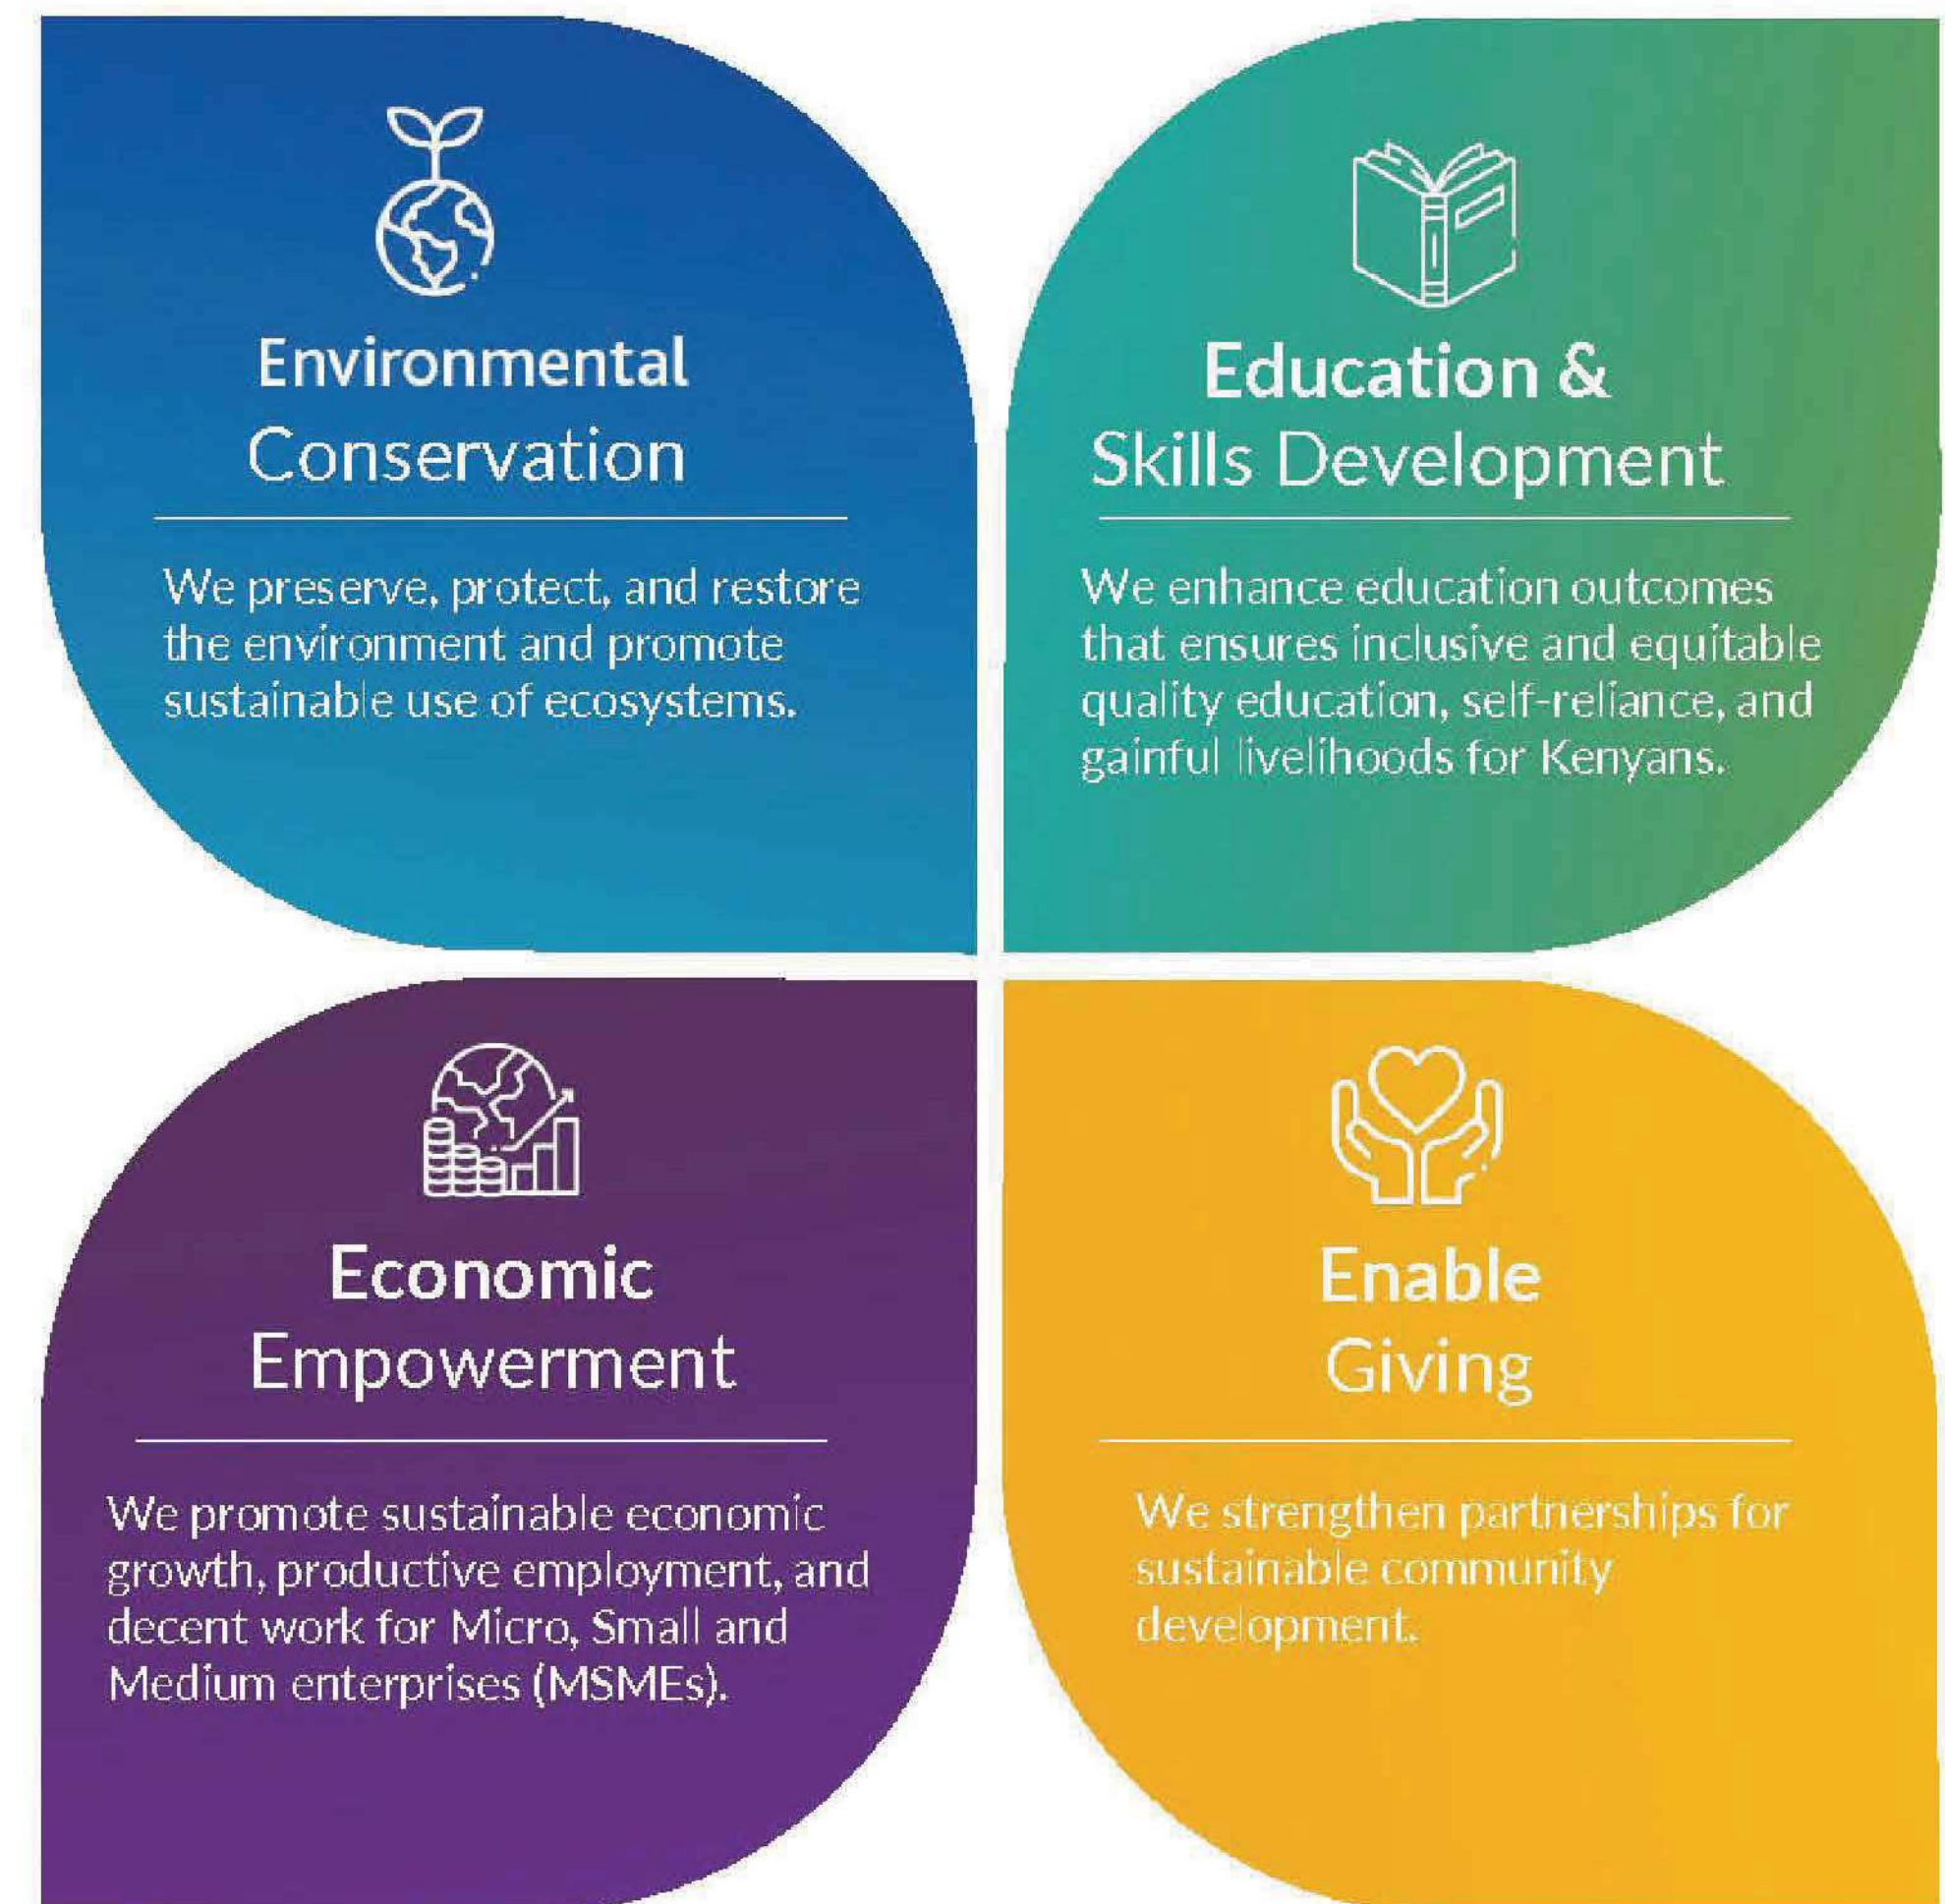 Environmental
Conservation
We preserve, protect, and restore
the environment and promote
sustainable use of ecosystems.
Education &
Skills Development
We enhance education outcomes
that ensures inclusive and equitable
quality education, self-reliance, and
gainful livelihoods for Kenyans.
Economic
Empowerment
We promote sustainable economic
growth, productive employment, and
decent work for Micro, Small and
Medium enterprises (MSMEs).
Enable
Giving
We strengthen partnerships for
sustainable community
development.